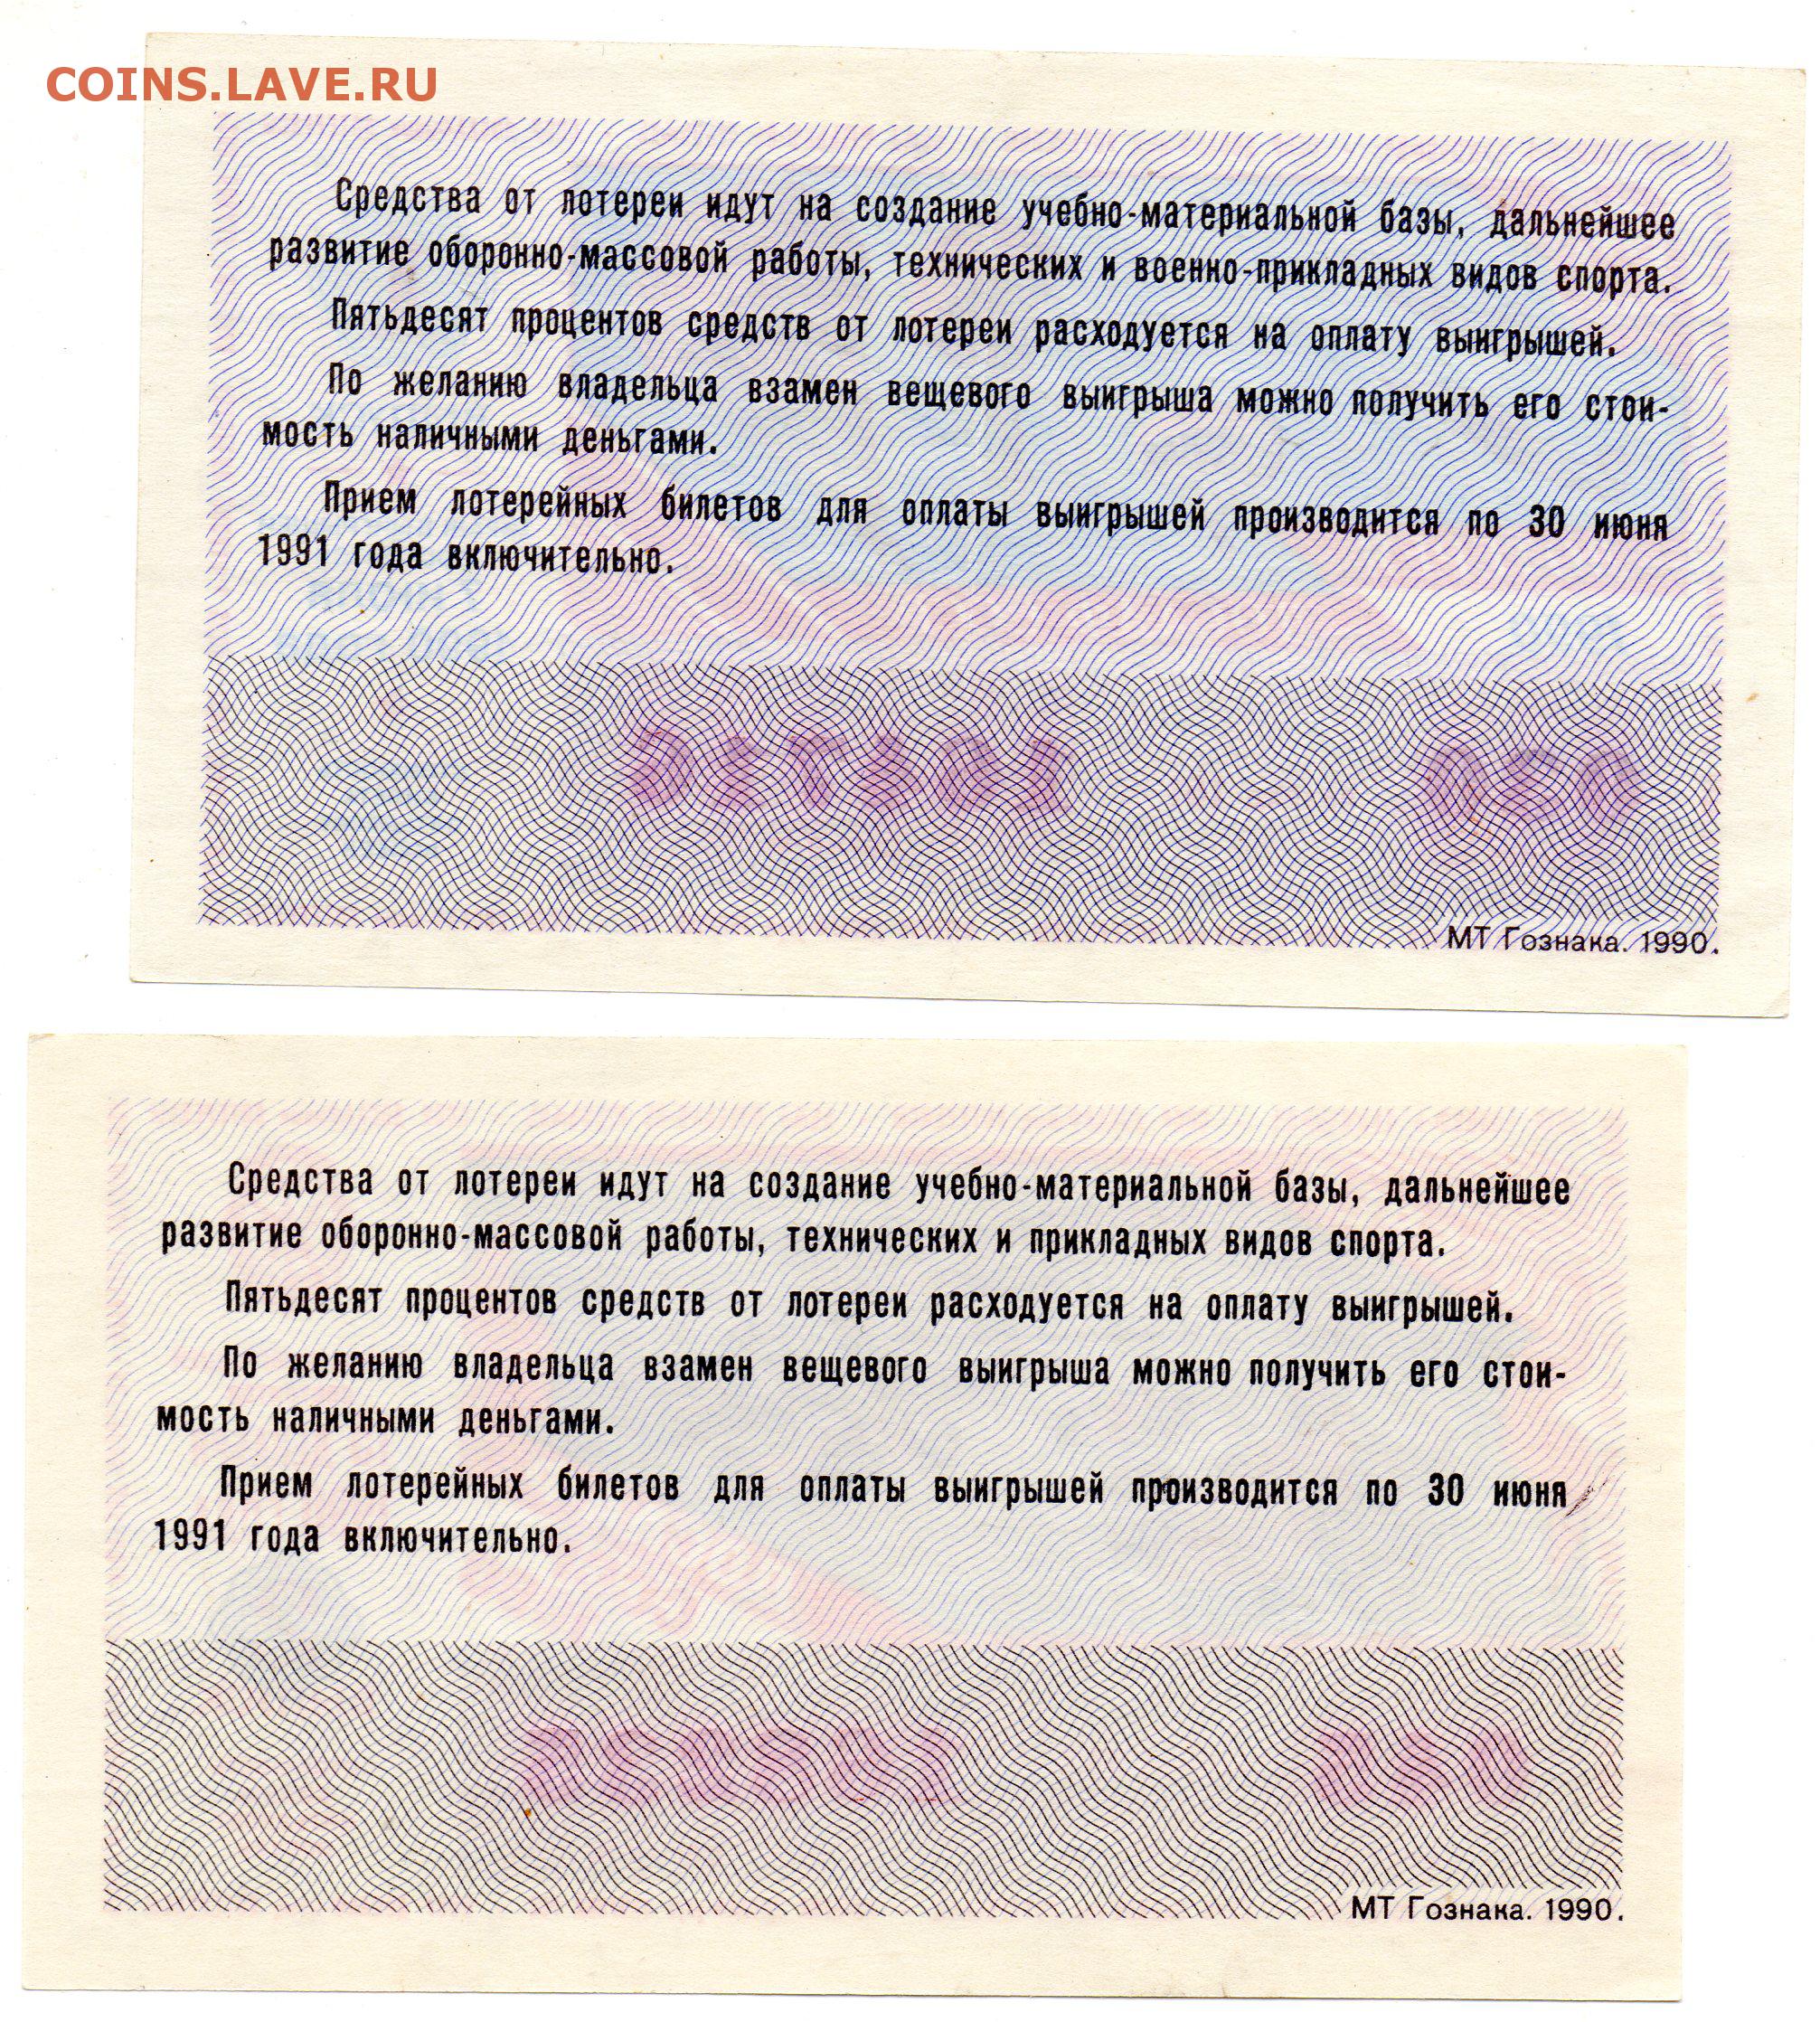 COINS.LAVE.RU
Средства от лотереи идут на создание учебно-материальной базы, дальнейшее
развитие оборонно-массовой работы, технических и военно-прикладных видов спорта.
Пятьдесят процентов средств от лотереи расходуется на оплату выигрышей.
По желанию владельца взамен вещевого выигрыша можно получить его стои-
мость наличными деньгами.
Прием лотерейных билетов для оплаты выигрышей производится по 30 июня
1991 года включительно.
МТ Гознака. 1990.
Средства от лотереи идут на создание учебно-материальной базы, дальнейшее
развитие оборонно-массовой работы, технических и прикладных видов спорта.
Пятьдесят процентов средств от лотереи расходуется на оплату выигрышей.
По желанию владельца взамен вещевого выигрыша можно получить его стои-
мость наличными деньгами.
Прием лотерейных билетов для оплаты выигрышей производится по 30 июня
1991 года включительно.
МТ Гознака. 1990.